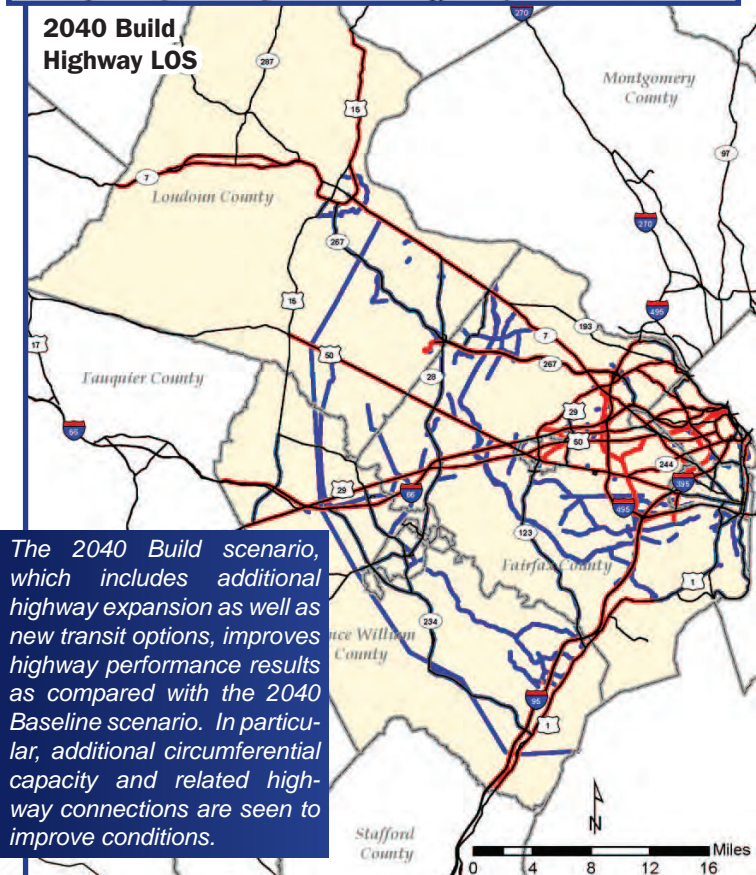 2040 Build
Highway LOS
270
287
Montgomery
County
15
97
7
Loudoun County
270
267
495
15
193
7
17
50
267
Fauquier County
28
29
50
66
244
395
29
66
495
123
Fairfax County
1
The 2040 Build scenario,
which includes additional
highway expansion as well as
new transit options, improves
highway performance results
as compared with the 2040
Baseline scenario. In particu-
lar, additional circumferential
capacity and related high-
way connections are seen to
improve conditions.
234
nce William
County
95
1
N
Stafford
County
Miles
0 4 8 12 16